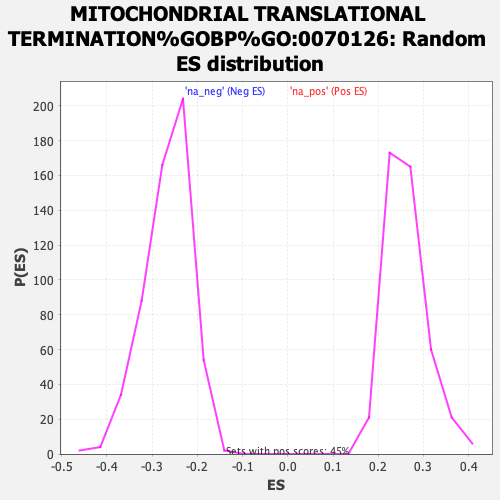 MITOCHONDRIAL TRANSLATIONAL
TERMINATION%GOBP%GO:0070126: Random
ES distribution
'na_neg' (Neg ES)
'na_pos' (Pos ES)
200
180
160
140
120
100
80
60
40
20
0
P(ES)
Sets with pos scores: 45%
-0.5
-0.4
-0.3
-0.2
-0.1
0.0
0.1
0.2
0.3
0.4
ES